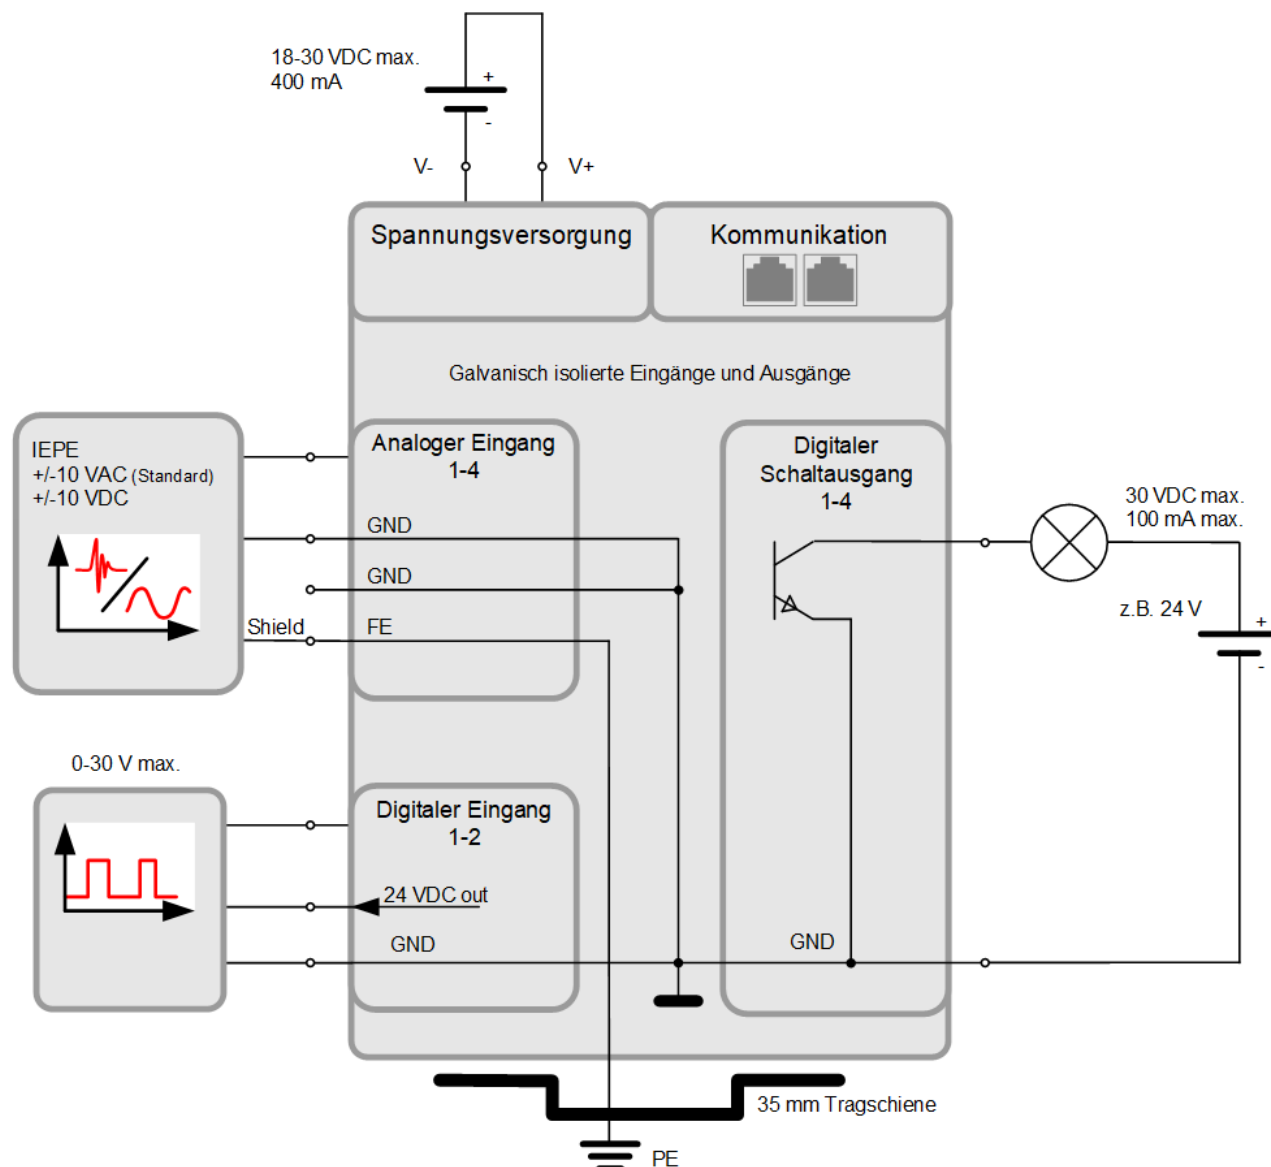 18-30 VDC max.
400 mA
+
-
V-
V+
Spannungsversorgung
Kommunikation
Galvanisch isolierte Eingänge und Ausgänge
IEPE
+/-10 VAC (Standard)
+/-10 VDC
Shield
Analoger Eingang
1-4
GND
GND
FE
Digitaler
Schaltausgang
1-4
30 VDC max.
100 mA max.
z.B. 24 V
+
-
0-30 V max.
Digitaler Eingang
1-2
24 VDC out
GND
GND
35 mm Tragschiene
PE